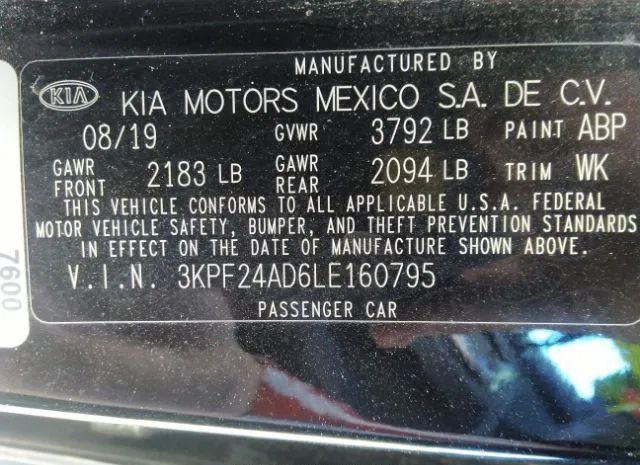 MANUFACTURED BY
KIA KIA MOTORS MEXICO S.A. DE C.V.
08/19 GVWR 3792 LB PAINT ABP
GAWR FRONT 2183 LB GAWR REAR 2094 LB TRIM WK
THIS VEHICLE CONFORMS TO ALL APPLICABLE U.S.A. FEDERAL
MOTOR VEHICLE SAFETY, BUMPER, AND THEFT PREVENTION STANDARDS
IN EFFECT ON THE DATE OF MANUFACTURE SHOWN ABOVE.
V.I.N. 3KPF24AD6LE160795
PASSENGER CAR
7600